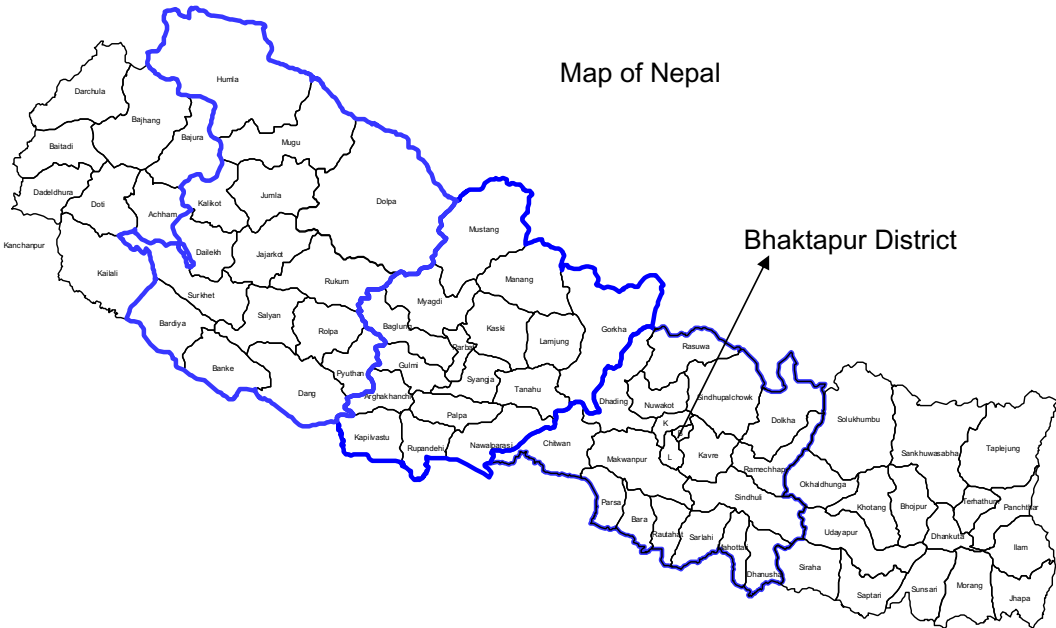 Map of Nepal
Humla
Darchula
Bajhang
Bajura
Mugu
Baitadi
Dadeldhura
Doti
Achham
Kalikot
Jumla
Dolpa
Mustang
Bhaktapur District
Kanchanpur
Kailali
Dailekh
Jajarkot
Rukum
Manang
Surkhet
Bardiya
Salyan
Rolpa
Myagdi
Baglung
Kaski
Lamjung
Gorkha
Rasuwa
Banke
Pyuthan
Dang
Gulmi
Parbat
Syangja
Tanahu
Arghakhanchi
Palpa
Dhading
Nuwakot
Sindhupalchowk
Dolkha
Solukhumbu
Kapilvastu
Rupandehi
Nawalparasi
Chitwan
K
B
L
Kavre
Makwanpur
Ramechhap
Sankhuwasabha
Taplejung
Okhaldhunga
Sindhuli
Parsa
Bara
Rautahat
Sarlahi
Mahottari
Dhanusha
Khotang
Bhojpur
Terhathum
Panchthar
Udayapur
Dhankuta
Ilam
Siraha
Saptari
Sunsari
Morang
Jhapa